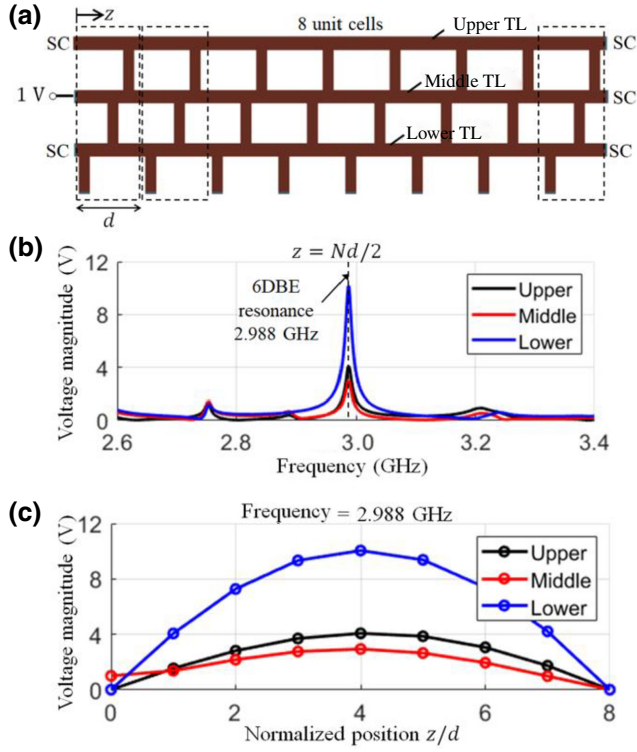 (a)
z
8 unit cells
Upper TL
SC
SC
Middle TL
1 V
SC
Lower TL
SC
SC
d
(b)
z = Nd/2
Voltage magnitude (V)
12
8
4
0
6DBE
resonance
2.988 GHz
Upper
Middle
Lower
2.6 2.8 3.0 3.2 3.4
Frequency (GHz)
(c)
Frequency = 2.988 GHz
Voltage magnitude (V)
12
8
4
0
Upper
Middle
Lower
0 2 4 6 8
Normalized position z/d